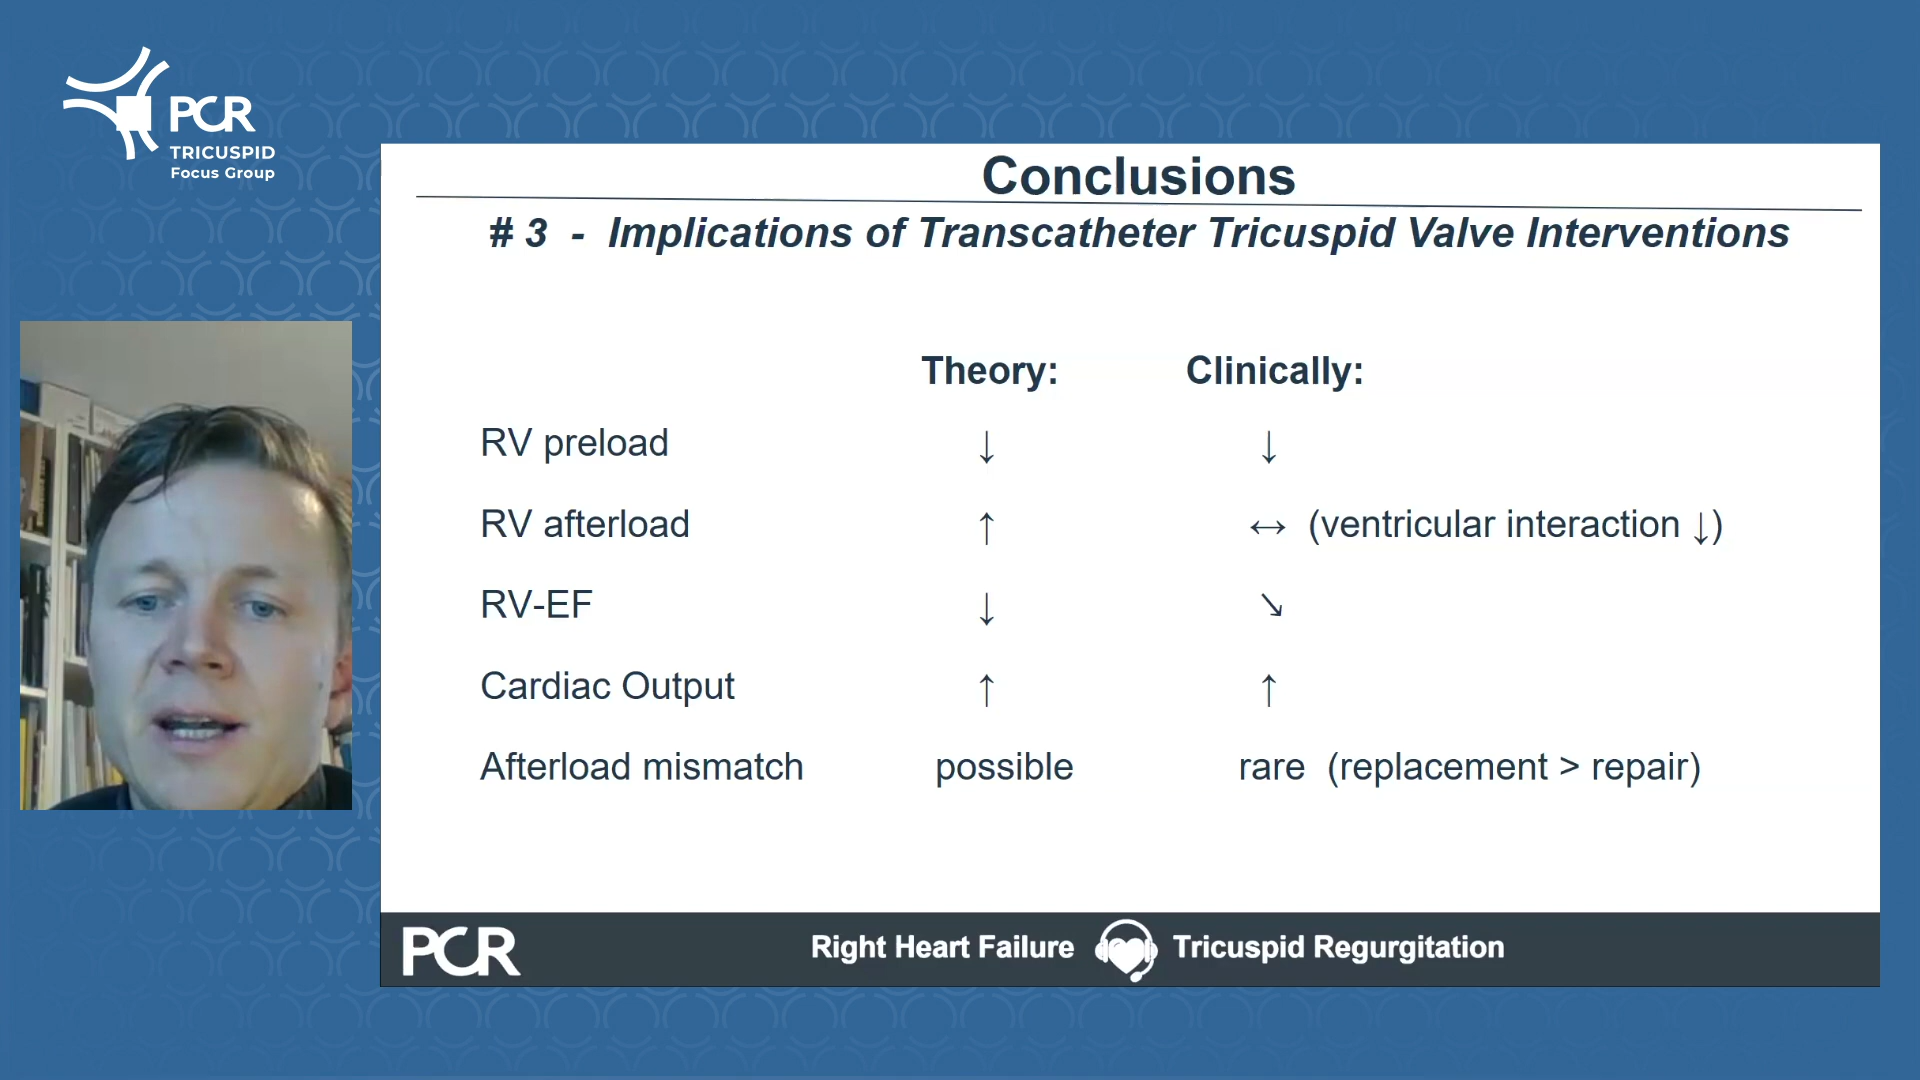 PCR
TRICUSPID
Focus Group
Conclusions
# 3 - Implications of Transcatheter Tricuspid Valve Interventions
Theory: Clinically:
RV preload ↓ ↓
RV afterload ↑ ↔ (ventricular interaction ↓)
RV-EF ↓ ↘
Cardiac Output ↑ ↑
Afterload mismatch possible rare (replacement > repair)
PCR Right Heart Failure Tricuspid Regurgitation